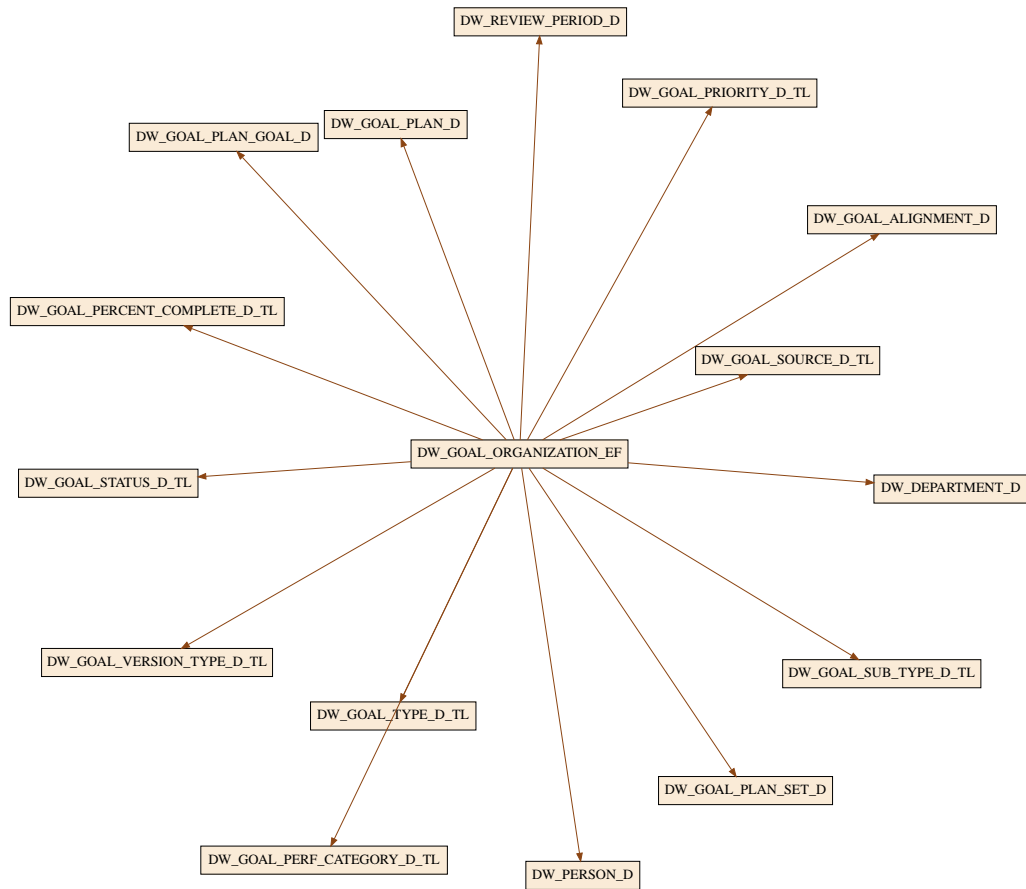 DW_REVIEW_PERIOD_D
DW_GOAL_PRIORITY_D_TL
DW_GOAL_PLAN_D
DW_GOAL_PLAN_GOAL_D
DW_GOAL_ALIGNMENT_D
DW_GOAL_PERCENT_COMPLETE_D_TL
DW_GOAL_SOURCE_D_TL
DW_GOAL_ORGANIZATION_EF
DW_GOAL_STATUS_D_TL
DW_DEPARTMENT_D
DW_GOAL_VERSION_TYPE_D_TL
DW_GOAL_SUB_TYPE_D_TL
DW_GOAL_TYPE_D_TL
DW_GOAL_PLAN_SET_D
DW_GOAL_PERF_CATEGORY_D_TL
DW_PERSON_D